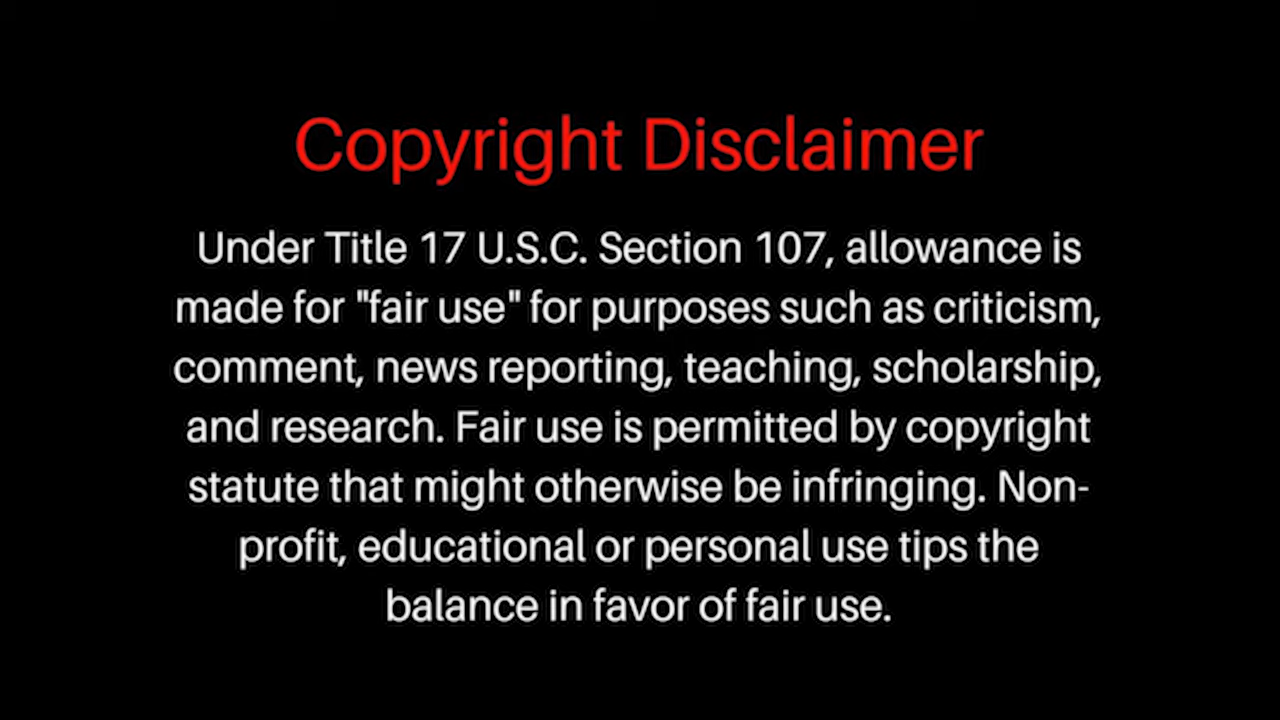 Copyright Disclaimer
Under Title 17 U.S.C. Section 107, allowance is
made for "fair use" for purposes such as criticism,
comment, news reporting, teaching, scholarship,
and research. Fair use is permitted by copyright
statute that might otherwise be infringing. Non-
profit, educational or personal use tips the
balance in favor of fair use.